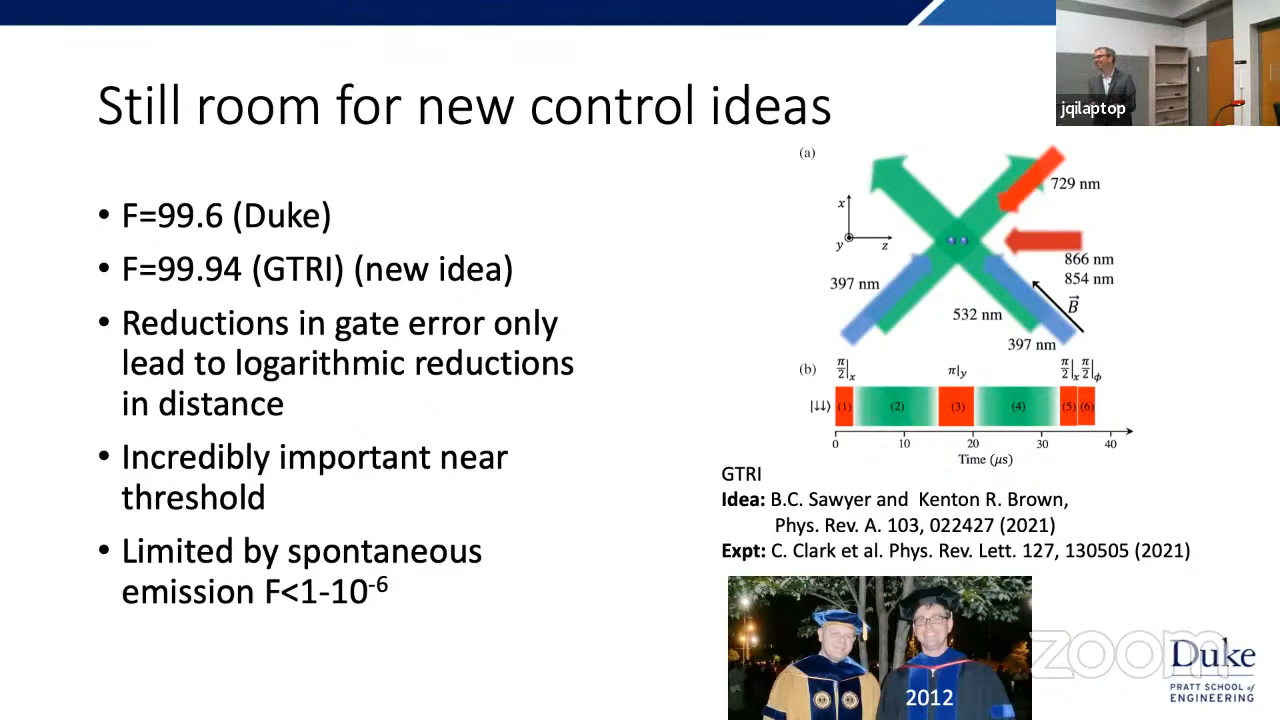 jqilaptop
Still room for new control ideas
• F=99.6 (Duke)
• F=99.94 (GTRI) (new idea)
• Reductions in gate error only
lead to logarithmic reductions
in distance
• Incredibly important near
threshold
• Limited by spontaneous
emission F<1-10⁻⁶
(a)
729 nm
x
y
z
866 nm
854 nm
397 nm
B⃗
532 nm
397 nm
(b)
π/2|x
π|y
π/2|x π/2|ϕ
|↓↓⟩
(1) (2) (3) (4) (5) (6)
0 10 20 30 40
Time (μs)
GTRI
Idea: B.C. Sawyer and Kenton R. Brown,
Phys. Rev. A. 103, 022427 (2021)
Expt: C. Clark et al. Phys. Rev. Lett. 127, 130505 (2021)
2012
zoom
Duke
PRATT SCHOOL of
ENGINEERING